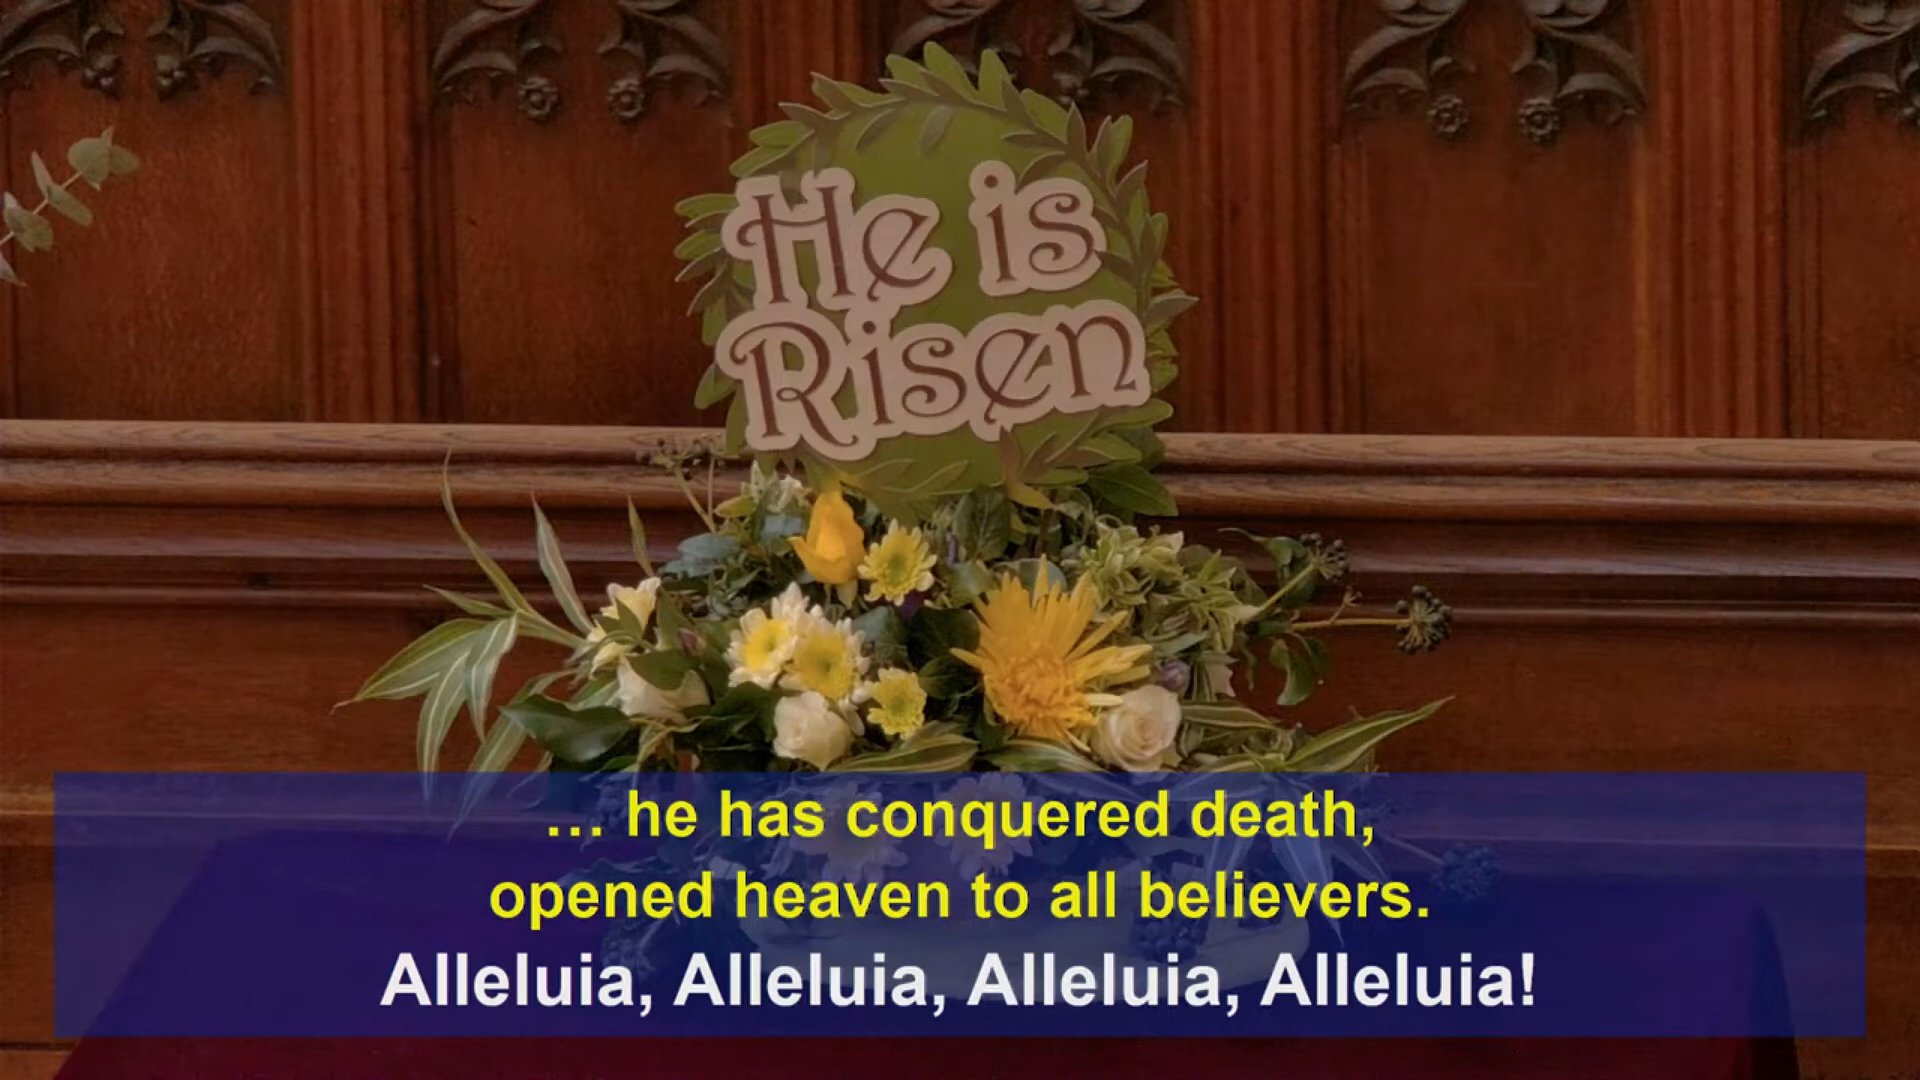 He is
Risen
… he has conquered death,
opened heaven to all believers.
Alleluia, Alleluia, Alleluia, Alleluia!